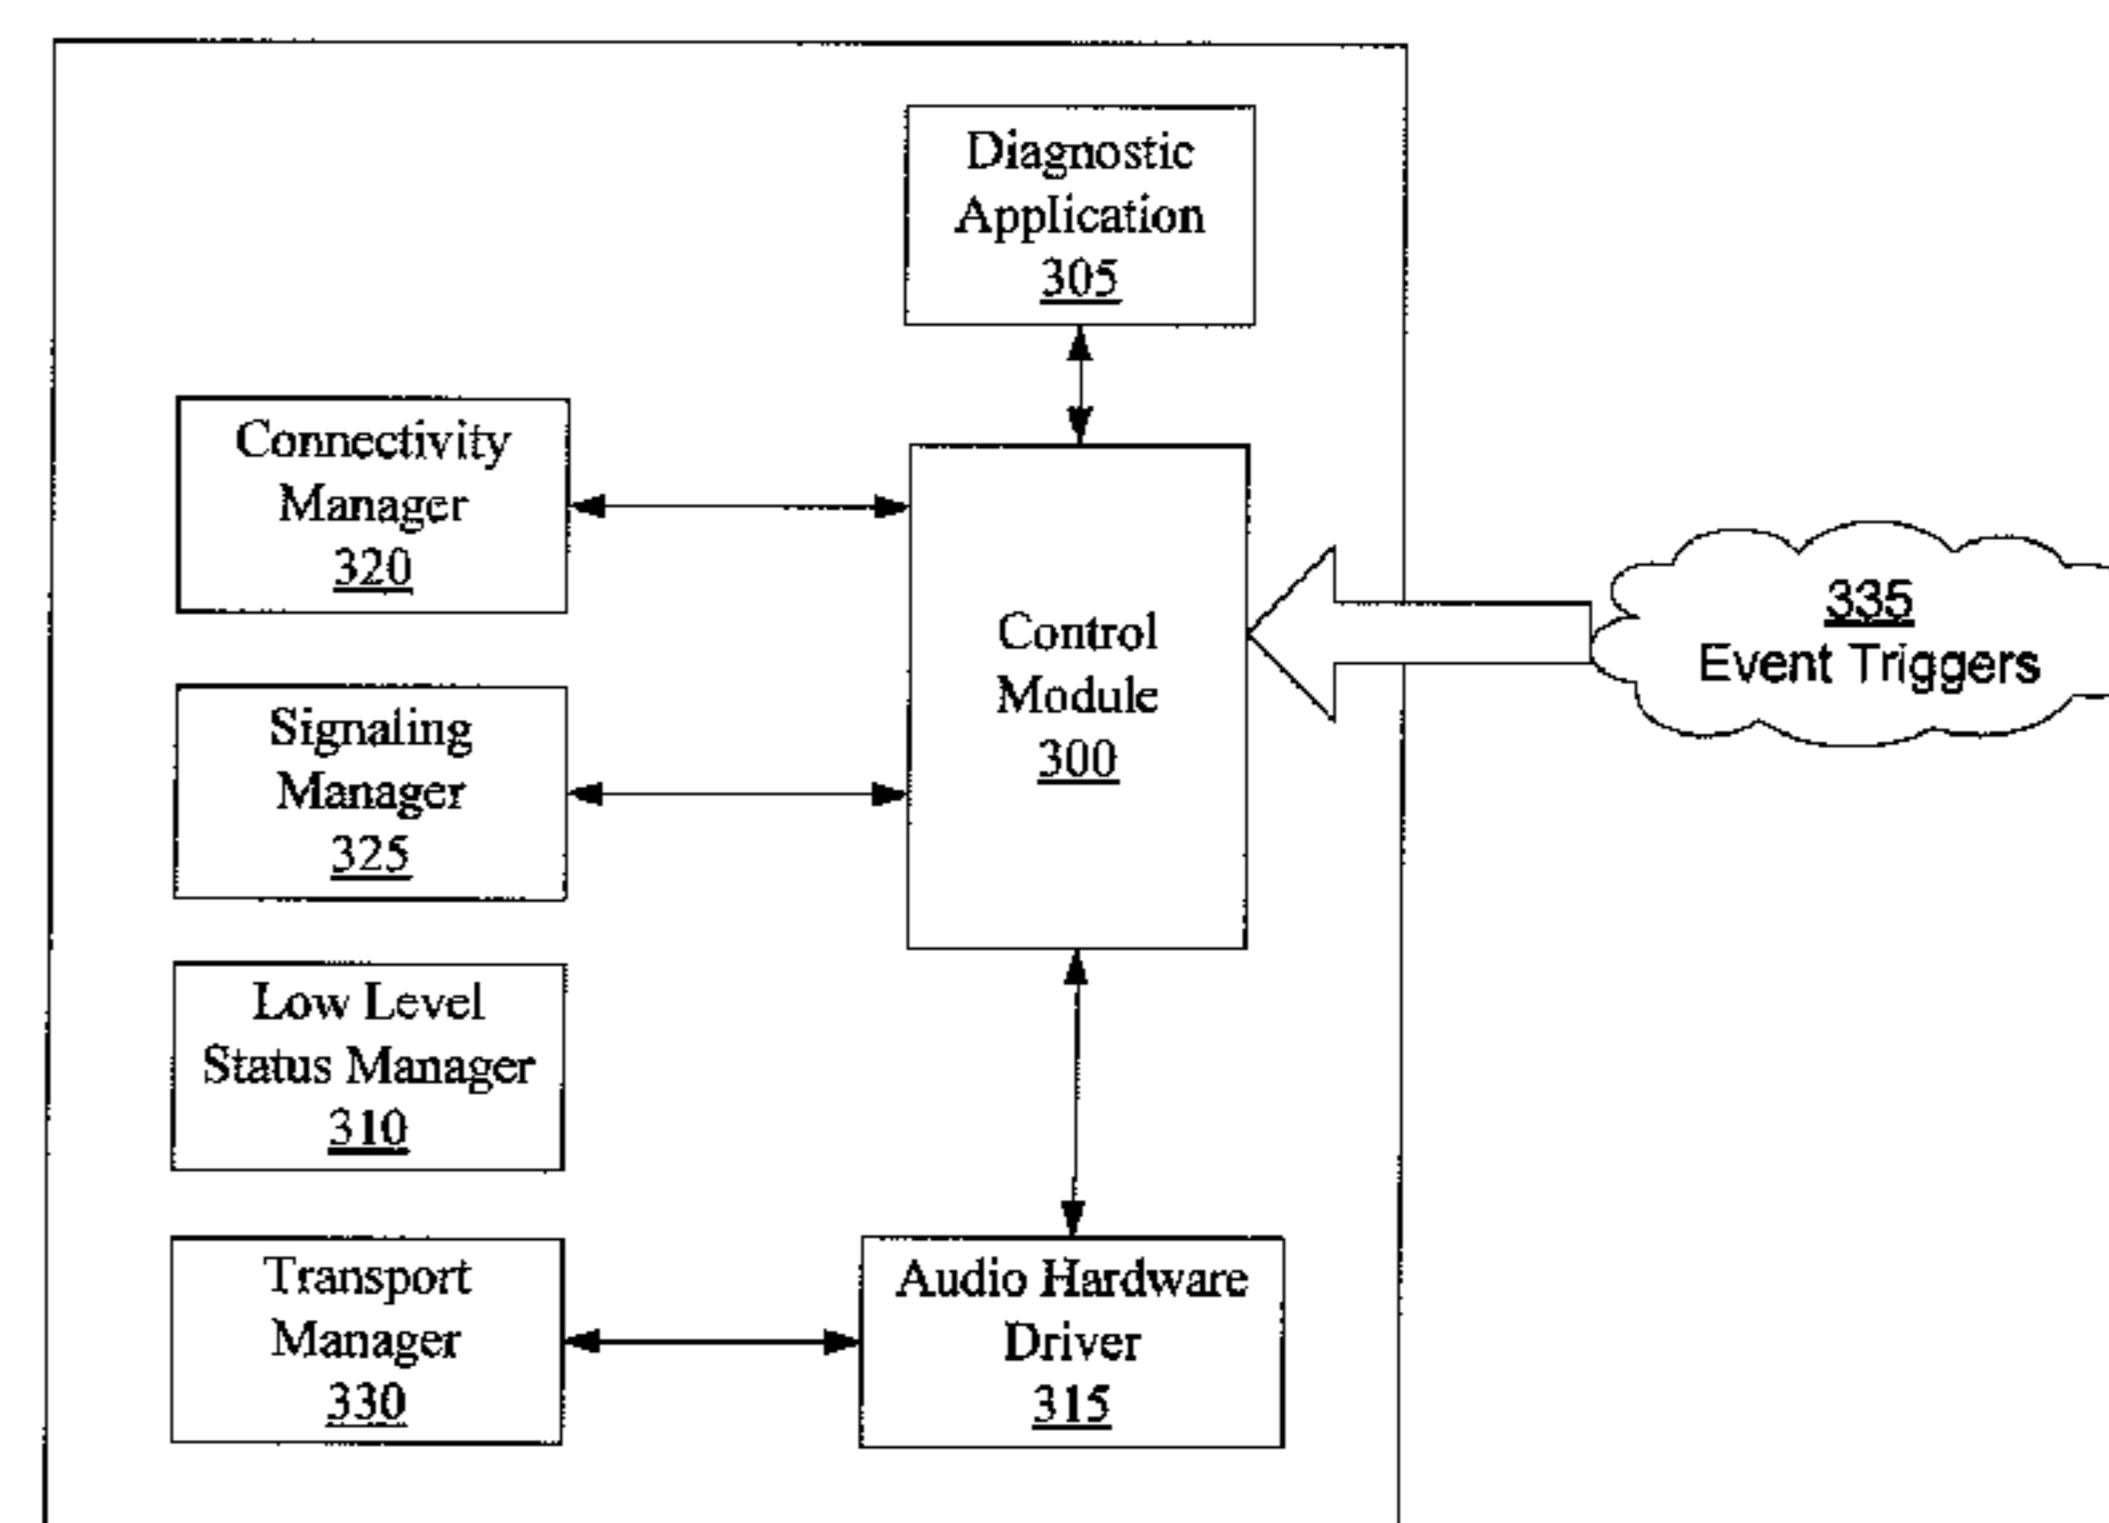 Diagnostic
Application
305
Connectivity
Manager
320
Control
Module
300
335
Event Triggers
Signaling
Manager
325
Low Level
Status Manager
310
Transport
Manager
330
Audio Hardware
Driver
315